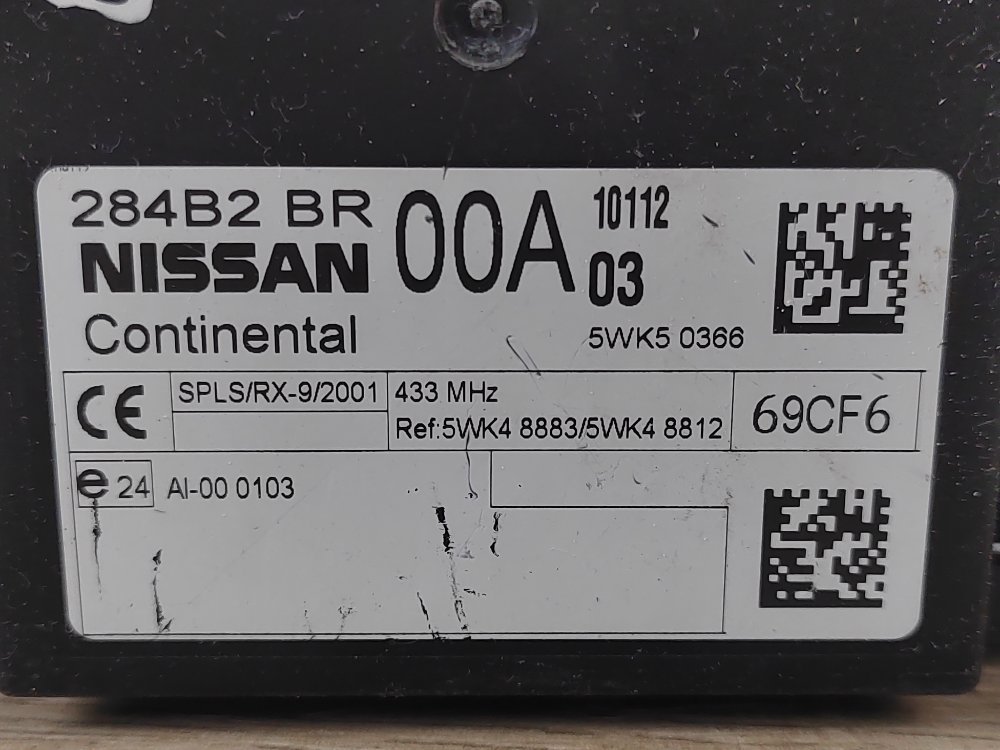 284B2 BR 00A 10112
NISSAN 03
Continental 5WK5 0366
CE SPLS/RX-9/2001 433 MHz
Ref:5WK4 8883/5WK4 8812 69CF6
e 24 AI-00 0103